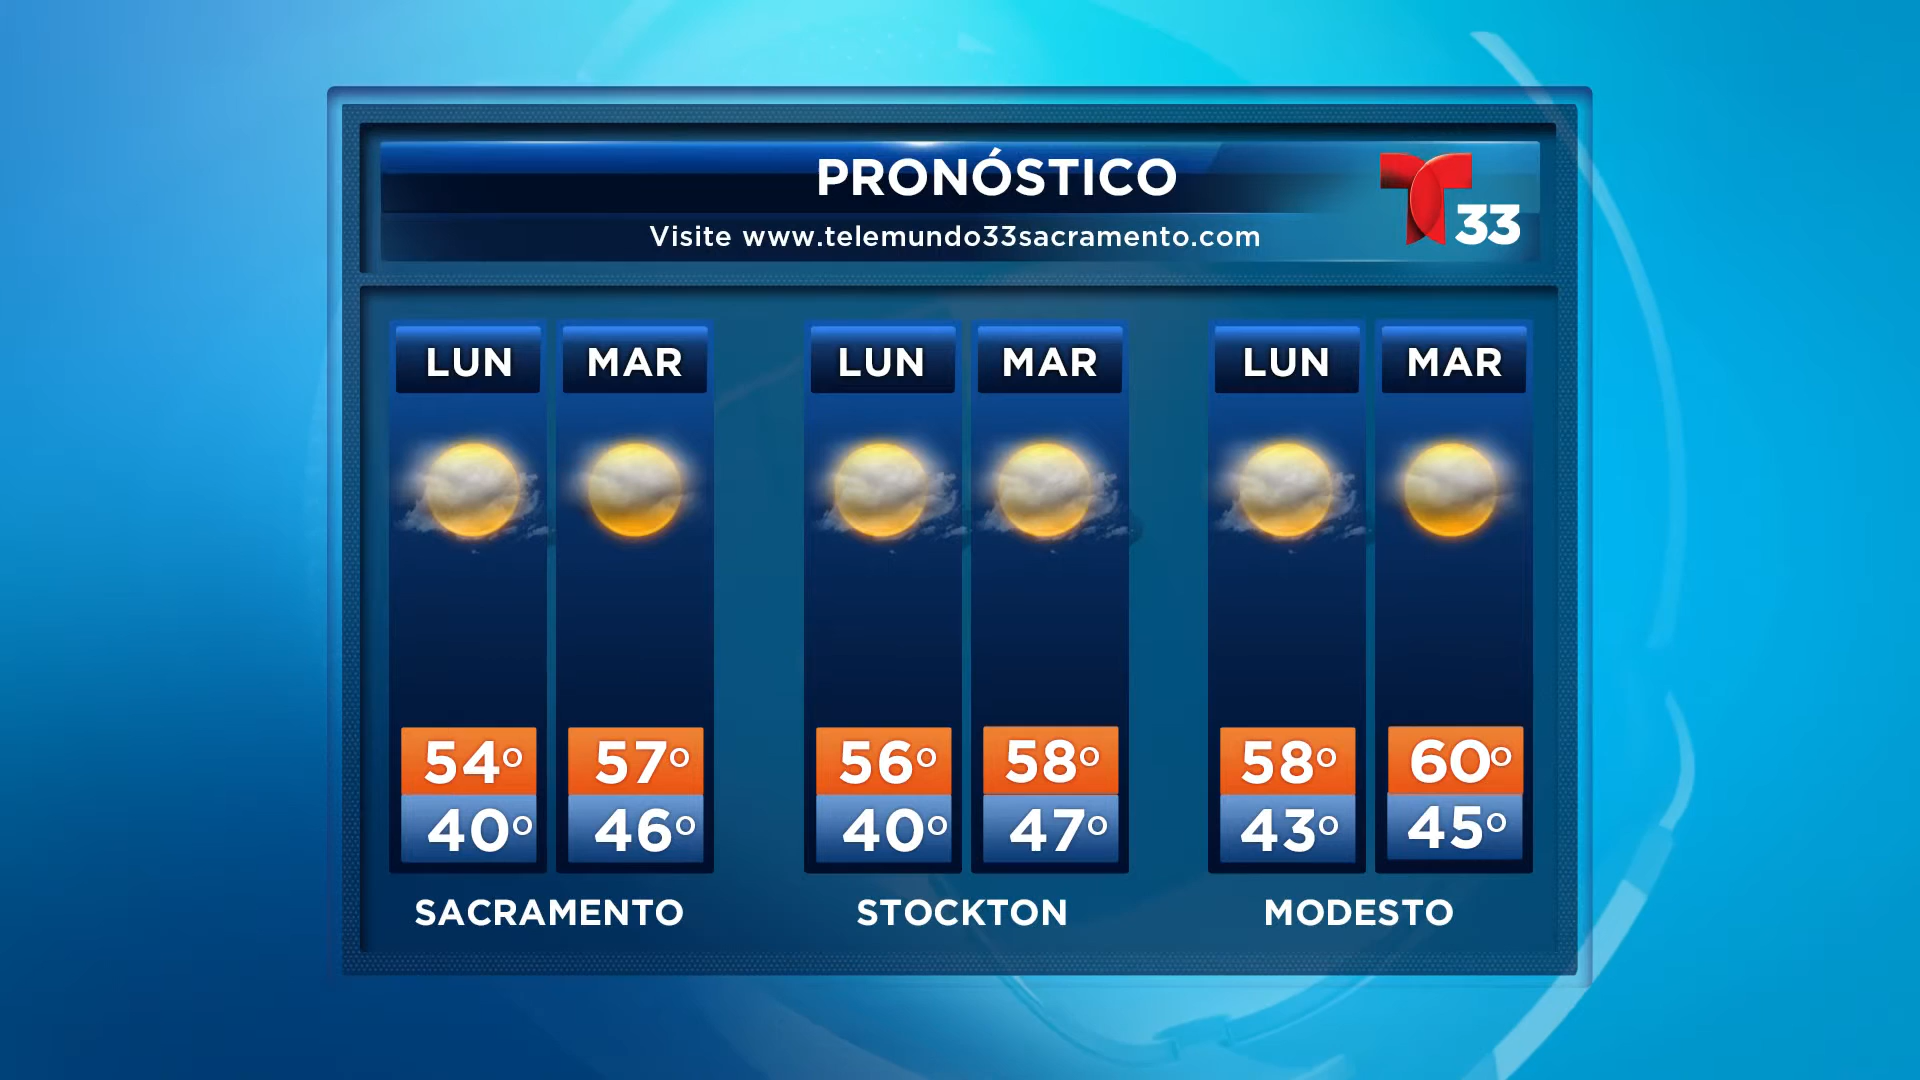 PRONÓSTICO
Visite www.telemundo33sacramento.com
33
LUN MAR
54° 57°
40° 46°
SACRAMENTO
LUN MAR
56° 58°
40° 47°
STOCKTON
LUN MAR
58° 60°
43° 45°
MODESTO